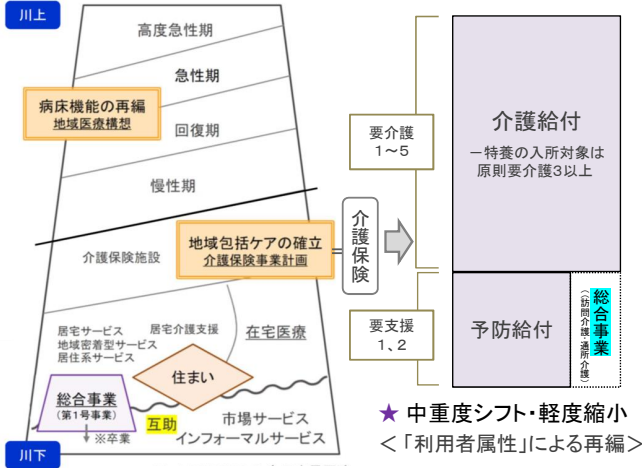 川上
高度急性期
急性期
病床機能の再編
地域医療構想
回復期
慢性期
介護保険施設
地域包括ケアの確立
介護保険事業計画
居宅サービス
地域密着型サービス
居住系サービス
居宅介護支援
在宅医療
住まい
総合事業
(第1号事業)
※卒業
互助
市場サービス
インフォーマルサービス
川下
介護保険
要介護
1～5
介護給付
－特養の入所対象は
原則要介護3以上
要支援
1、2
予防給付
総合事業
(訪問介護・通所介護)
★ 中重度シフト・軽度縮小
＜「利用者属性」による再編＞